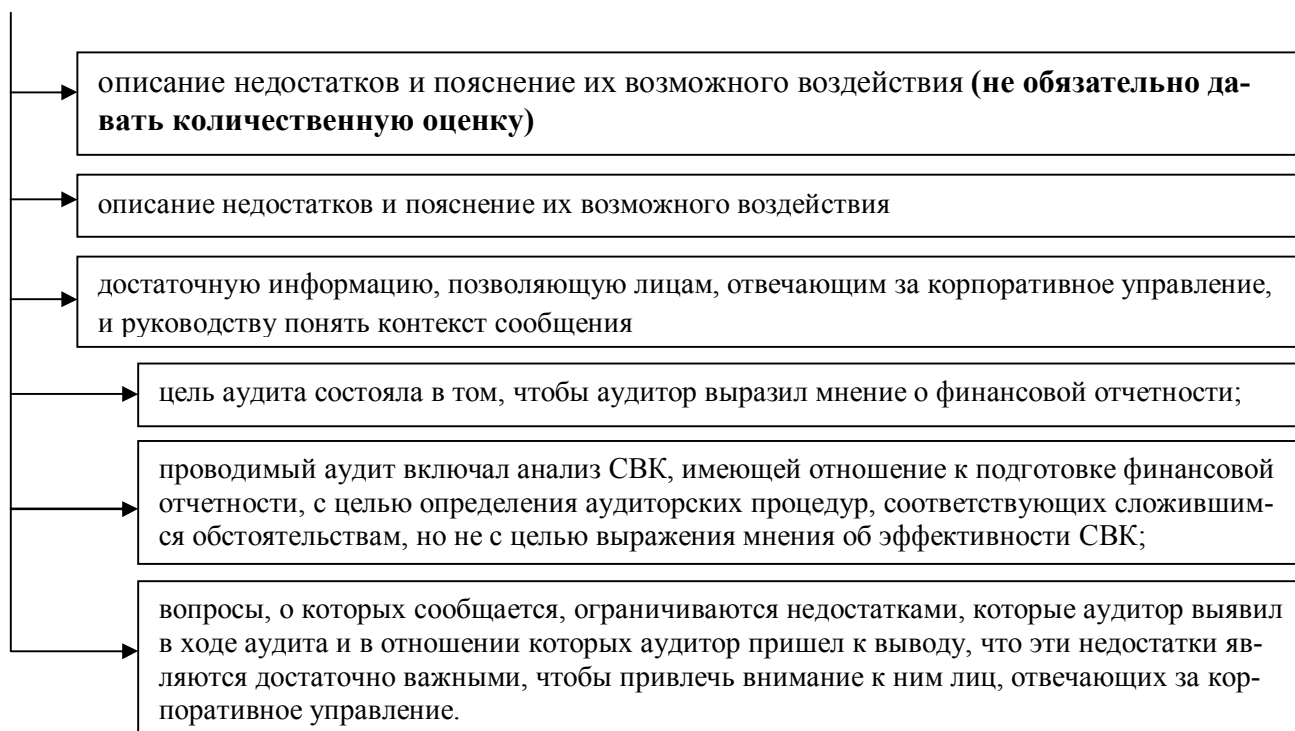 описание недостатков и пояснение их возможного воздействия (не обязательно да-
вать количественную оценку)
описание недостатков и пояснение их возможного воздействия
достаточную информацию, позволяющую лицам, отвечающим за корпоративное управление,
и руководству понять контекст сообщения
цель аудита состояла в том, чтобы аудитор выразил мнение о финансовой отчетности;
проводимый аудит включал анализ СВК, имеющей отношение к подготовке финансовой
отчетности, с целью определения аудиторских процедур, соответствующих сложившим-
ся обстоятельствам, но не с целью выражения мнения об эффективности СВК;
вопросы, о которых сообщается, ограничиваются недостатками, которые аудитор выявил
в ходе аудита и в отношении которых аудитор пришел к выводу, что эти недостатки яв-
ляются достаточно важными, чтобы привлечь внимание к ним лиц, отвечающих за кор-
поративное управление.